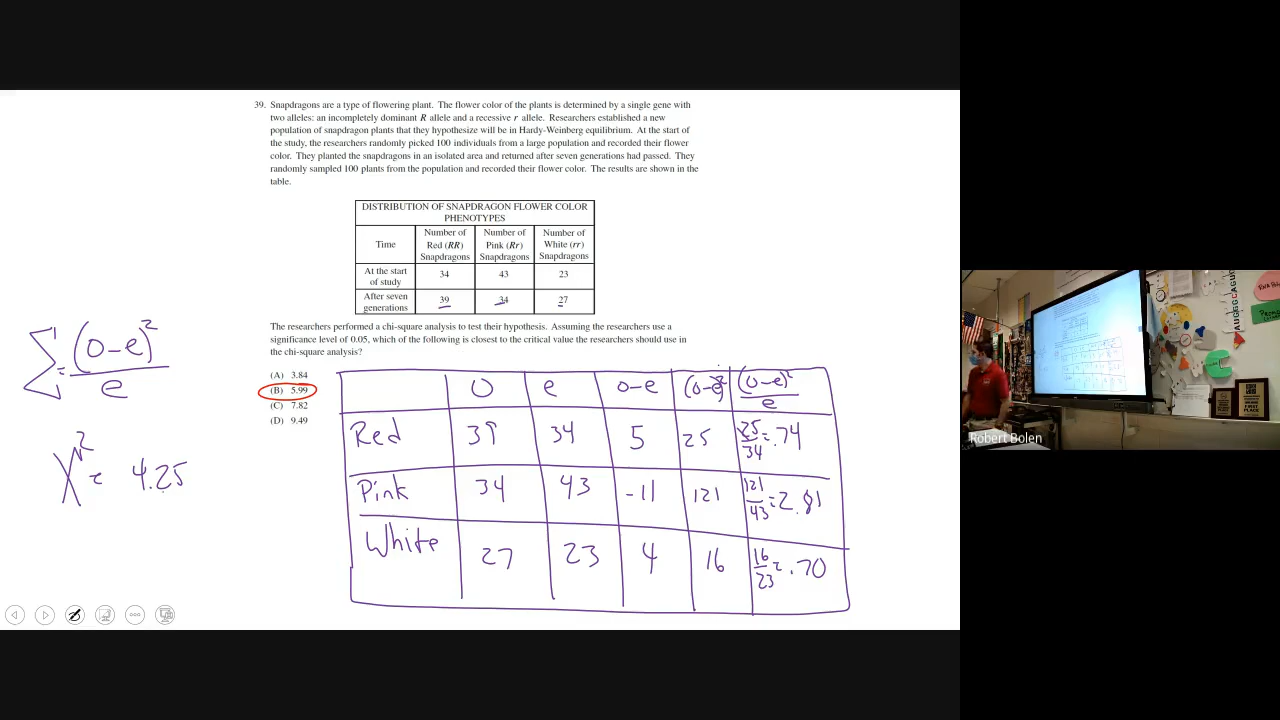 39. Snapdragons are a type of flowering plant. The flower color of the plants is determined by a single gene with
two alleles: an incompletely dominant R allele and a recessive r allele. Researchers established a new
population of snapdragon plants that they hypothesize will be in Hardy-Weinberg equilibrium. At the start of
the study, the researchers randomly picked 100 individuals from a large population and recorded their flower
color. They planted the snapdragons in an isolated area and returned after seven generations had passed. They
randomly sampled 100 plants from the population and recorded their flower color. The results are shown in the
table.
DISTRIBUTION OF SNAPDRAGON FLOWER COLOR
PHENOTYPES
Time
Number of
Red (RR)
Snapdragons
Number of
Pink (Rr)
Snapdragons
Number of
White (rr)
Snapdragons
At the start
of study
34
43
23
After seven
generations
39
34
27
The researchers performed a chi-square analysis to test their hypothesis. Assuming the researchers use a
significance level of 0.05, which of the following is closest to the critical value the researchers should use in
the chi-square analysis?
(A) 3.84
(B) 5.99
(C) 7.82
(D) 9.49
Σ = (o-e)²
e
X² = 4.25
O e o-e (o-e)² (o-e)²
e
Red 39 34 5 25 25/34 = .74
Pink 34 43 -11 121 121/43 = 2.81
White 27 23 4 16 16/23 = .70
Robert Bolen